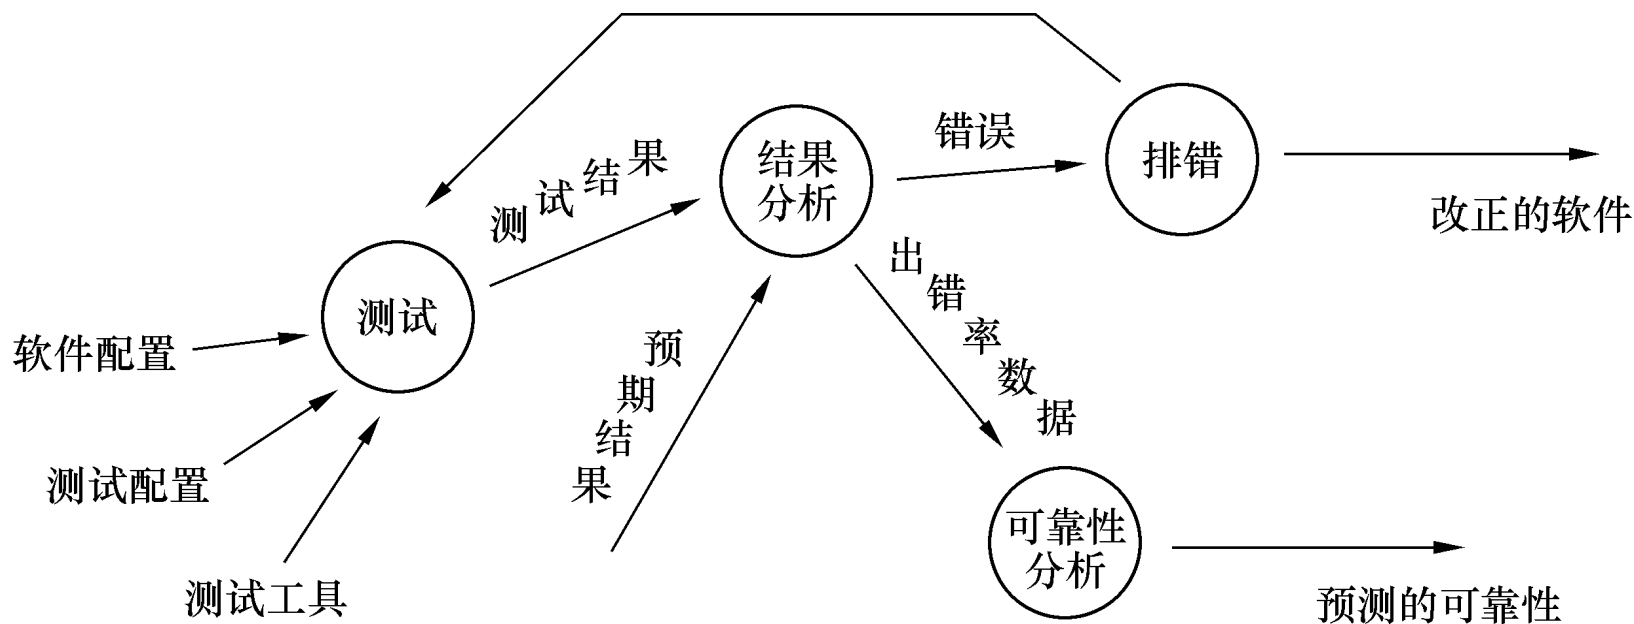 测试结果
结果
分析
错误
排错
改正的软件
测试
软件配置
测试配置
测试工具
预期结果
出错率数据
可靠性
分析
预测的可靠性